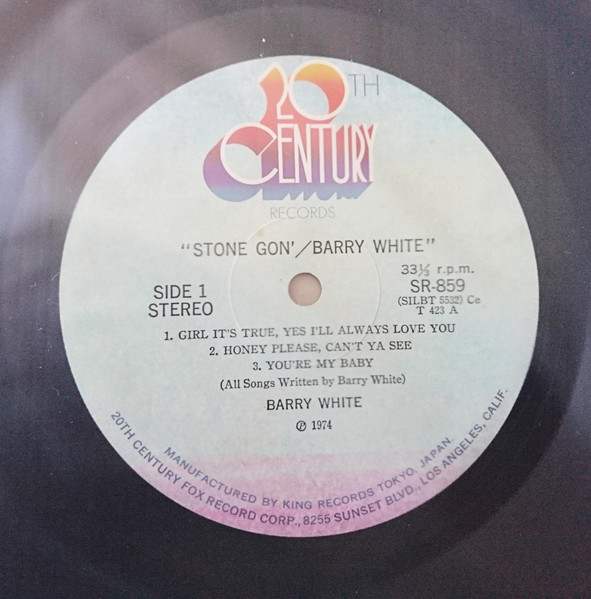 20TH
CENTURY
RECORDS
"STONE GON'/BARRY WHITE"
33⅓ r.p.m.
SIDE 1
STEREO
SR-859
(SILBT 5532) Ce
T 423 A
1. GIRL IT'S TRUE, YES I'LL ALWAYS LOVE YOU
2. HONEY PLEASE, CAN'T YA SEE
3. YOU'RE MY BABY
(All Songs Written by Barry White)
BARRY WHITE
℗ 1974
MANUFACTURED BY KING RECORDS TOKYO, JAPAN.
20TH CENTURY FOX RECORD CORP., 8255 SUNSET BLVD., LOS ANGELES, CALIF.